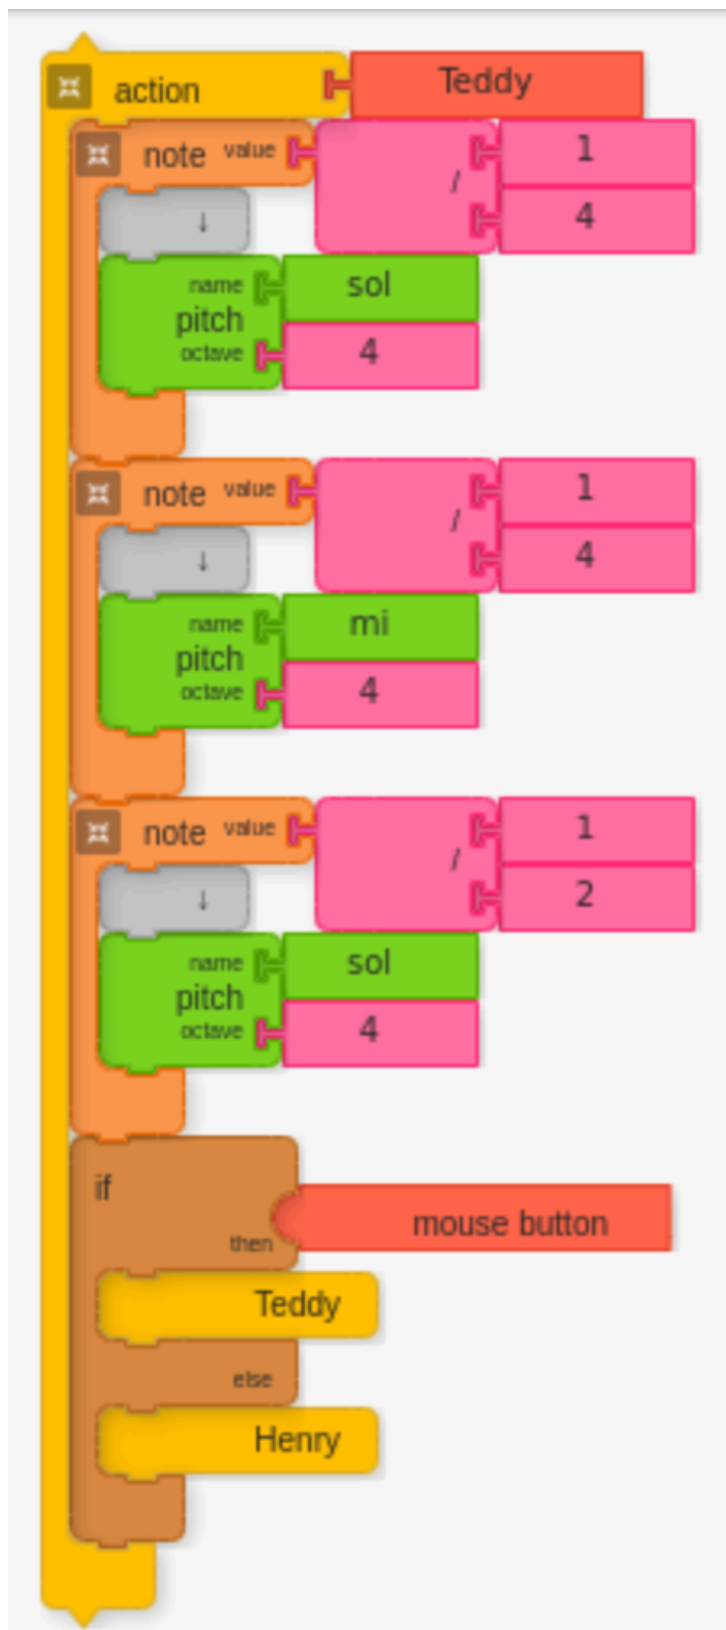 action Teddy
note value / 1
4
↓
name sol
pitch
octave 4
note value / 1
4
↓
name mi
pitch
octave 4
note value / 1
2
↓
name sol
pitch
octave 4
if
then mouse button
Teddy
else
Henry